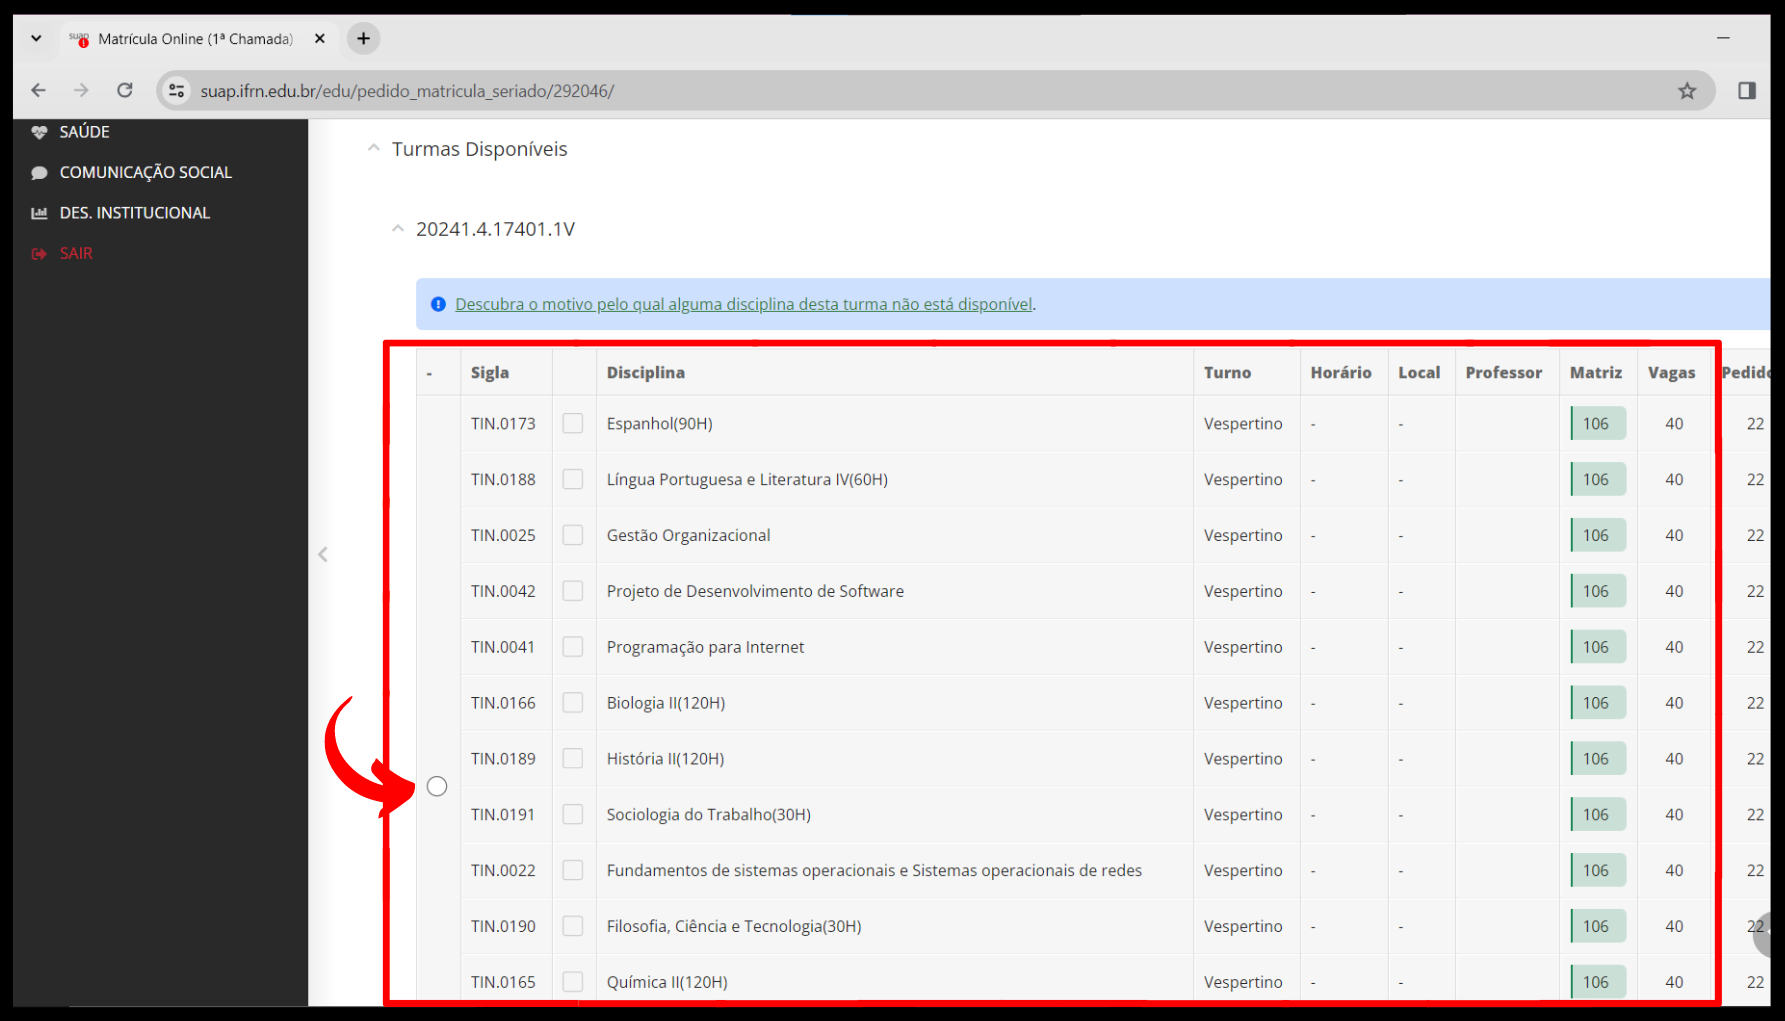 suap
Matrícula Online (1ª Chamada)
suap.ifrn.edu.br/edu/pedido_matricula_seriado/292046/
SAÚDE
COMUNICAÇÃO SOCIAL
DES. INSTITUCIONAL
SAIR
Turmas Disponíveis
20241.4.17401.1V
Descubra o motivo pelo qual alguma disciplina desta turma não está disponível.
- Sigla Disciplina Turno Horário Local Professor Matriz Vagas Pedido
TIN.0173 Espanhol(90H) Vespertino - - 106 40 22
TIN.0188 Língua Portuguesa e Literatura IV(60H) Vespertino - - 106 40 22
TIN.0025 Gestão Organizacional Vespertino - - 106 40 22
TIN.0042 Projeto de Desenvolvimento de Software Vespertino - - 106 40 22
TIN.0041 Programação para Internet Vespertino - - 106 40 22
TIN.0166 Biologia II(120H) Vespertino - - 106 40 22
TIN.0189 História II(120H) Vespertino - - 106 40 22
TIN.0191 Sociologia do Trabalho(30H) Vespertino - - 106 40 22
TIN.0022 Fundamentos de sistemas operacionais e Sistemas operacionais de redes Vespertino - - 106 40 22
TIN.0190 Filosofia, Ciência e Tecnologia(30H) Vespertino - - 106 40 22
TIN.0165 Química II(120H) Vespertino - - 106 40 22